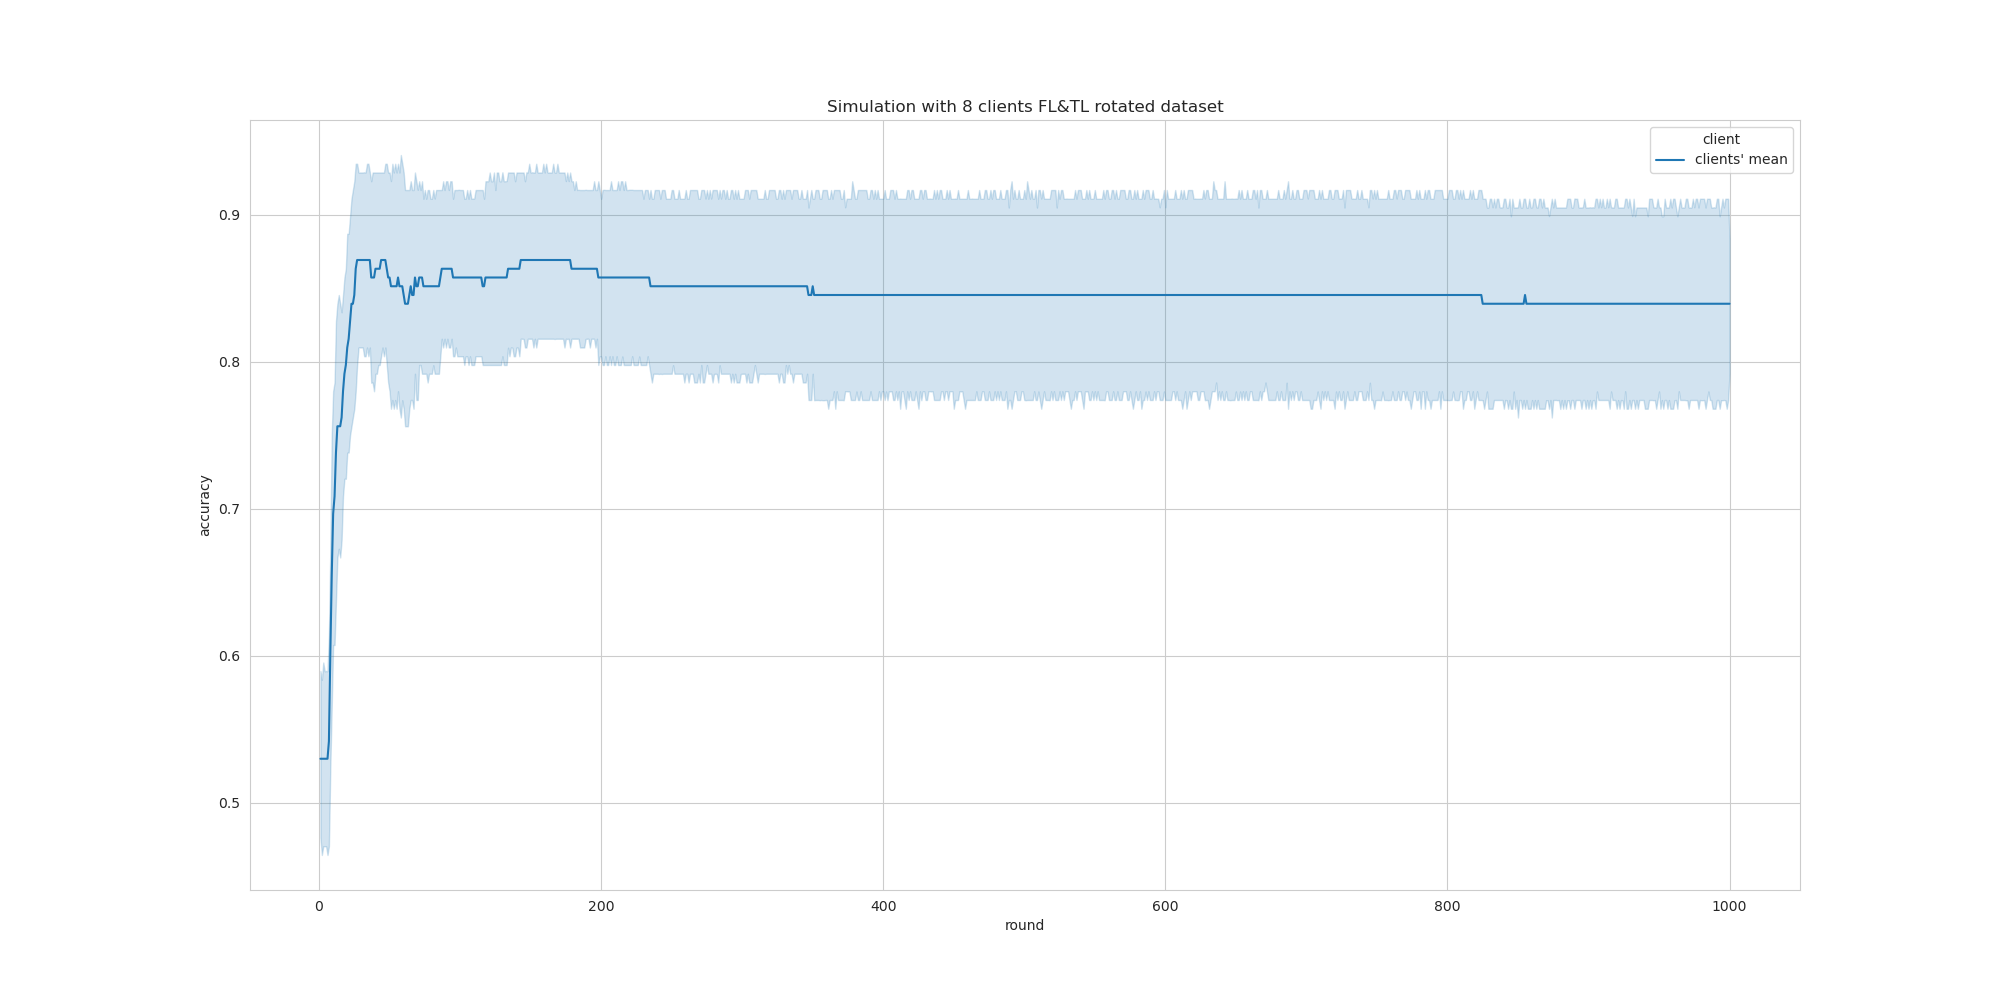 Simulation with 8 clients FL&TL rotated dataset
client
clients' mean
accuracy
0.9
0.8
0.7
0.6
0.5
0 200 400 600 800 1000
round